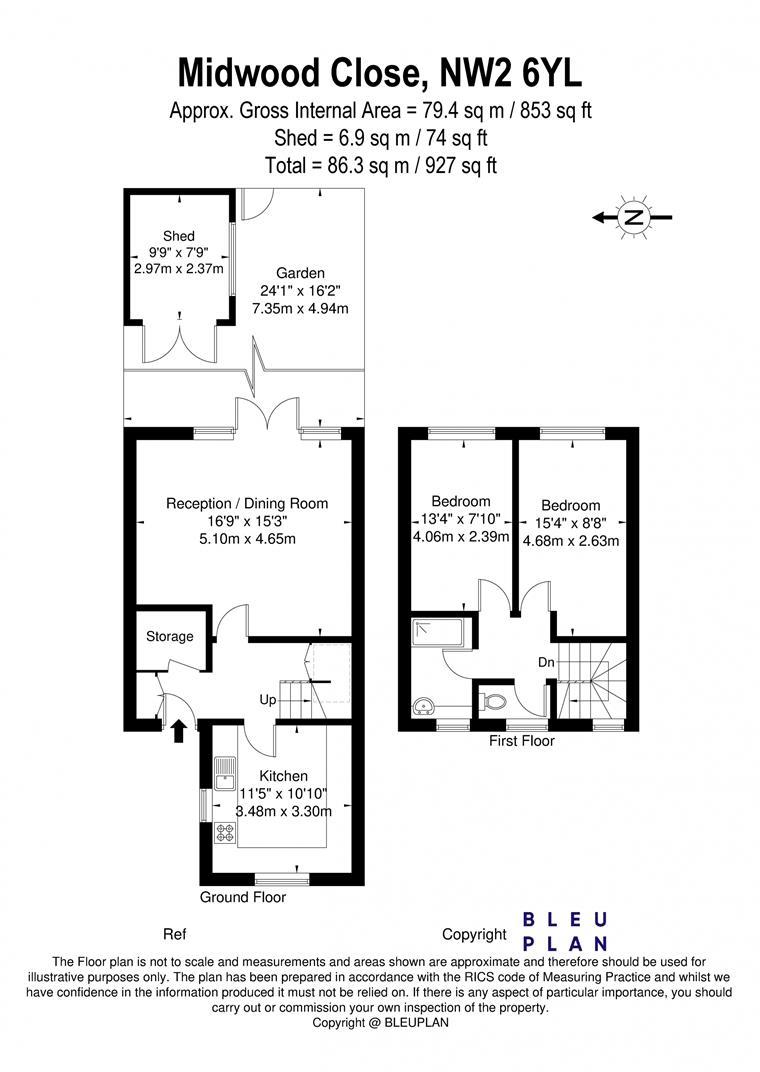 Midwood Close, NW2 6YL
Approx. Gross Internal Area = 79.4 sq m / 853 sq ft
Shed = 6.9 sq m / 74 sq ft
Total = 86.3 sq m / 927 sq ft
N
Shed
9'9" x 7'9"
2.97m x 2.37m
Garden
24'1" x 16'2"
7.35m x 4.94m
Reception / Dining Room
16'9" x 15'3"
5.10m x 4.65m
Bedroom
13'4" x 7'10"
4.06m x 2.39m
Bedroom
15'4" x 8'8"
4.68m x 2.63m
Storage
Up
Dn
First Floor
Kitchen
11'5" x 10'10"
3.48m x 3.30m
Ground Floor
Ref
Copyright
BLEU
PLAN
The Floor plan is not to scale and measurements and areas shown are approximate and therefore should be used for
illustrative purposes only. The plan has been prepared in accordance with the RICS code of Measuring Practice and whilst we
have confidence in the information produced it must not be relied on. If there is any aspect of particular importance, you should
carry out or commission your own inspection of the property.
Copyright @ BLEUPLAN